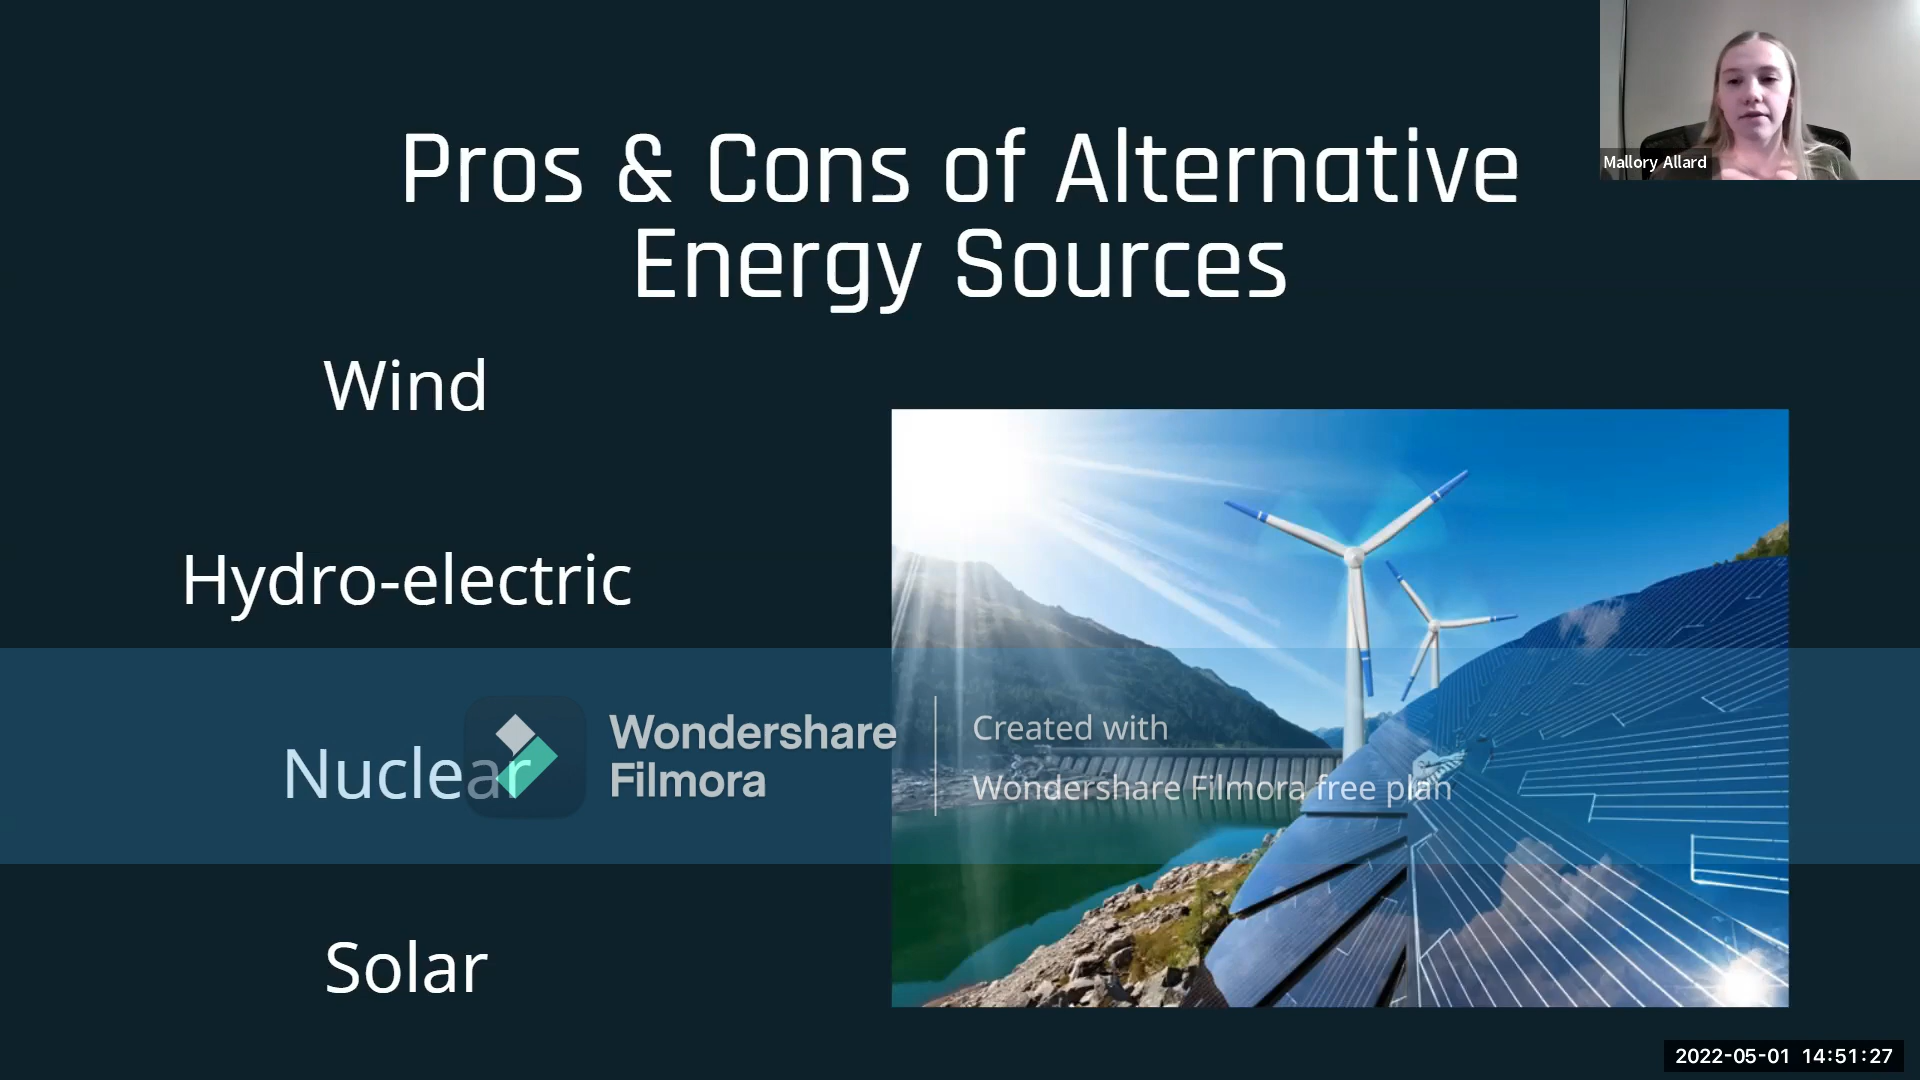 Pros & Cons of Alternative
Energy Sources
Mallory Allard
Wind
Hydro-electric
Nuclear
Wondershare
Filmora
Created with
Wondershare Filmora free plan
Solar
2022-05-01 14:51:27